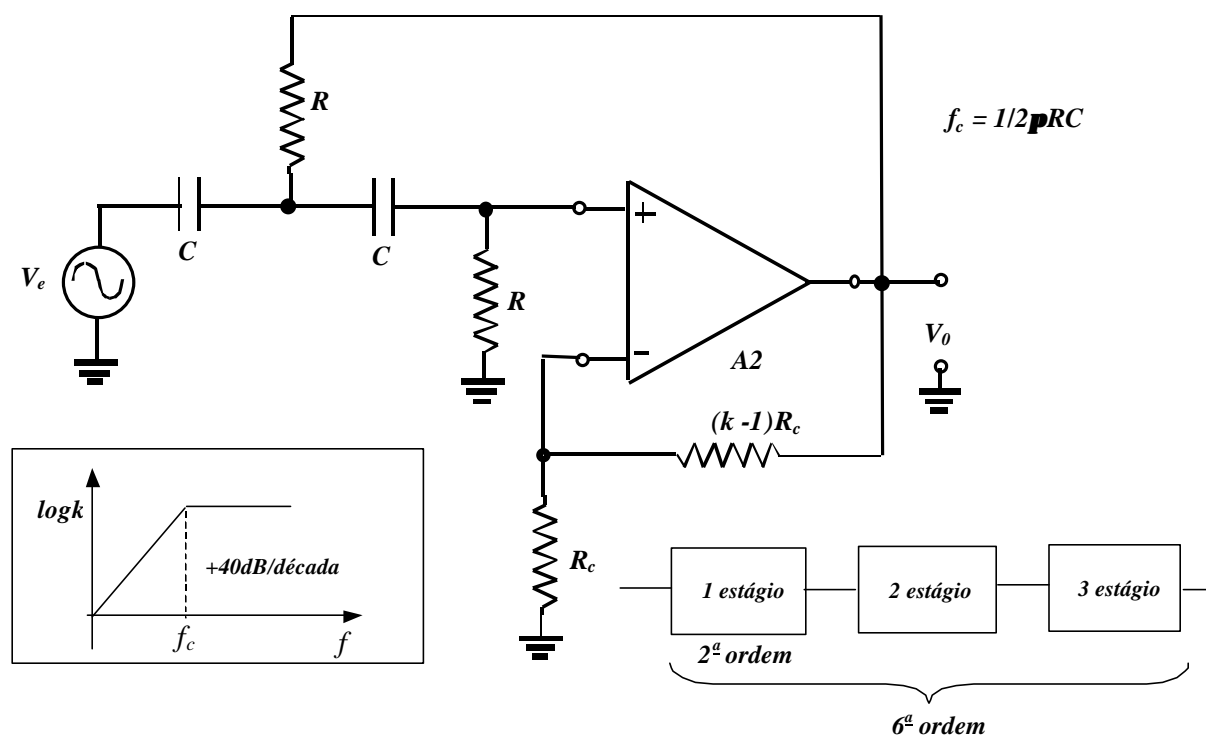 R
f_c = 1/2pRC
C
C
V_e
R
+
-
A2
V_0
(k -1)R_c
R_c
logk
+40dB/década
f_c
f
1 estágio
2 estágio
3 estágio
2ª ordem
6ª ordem